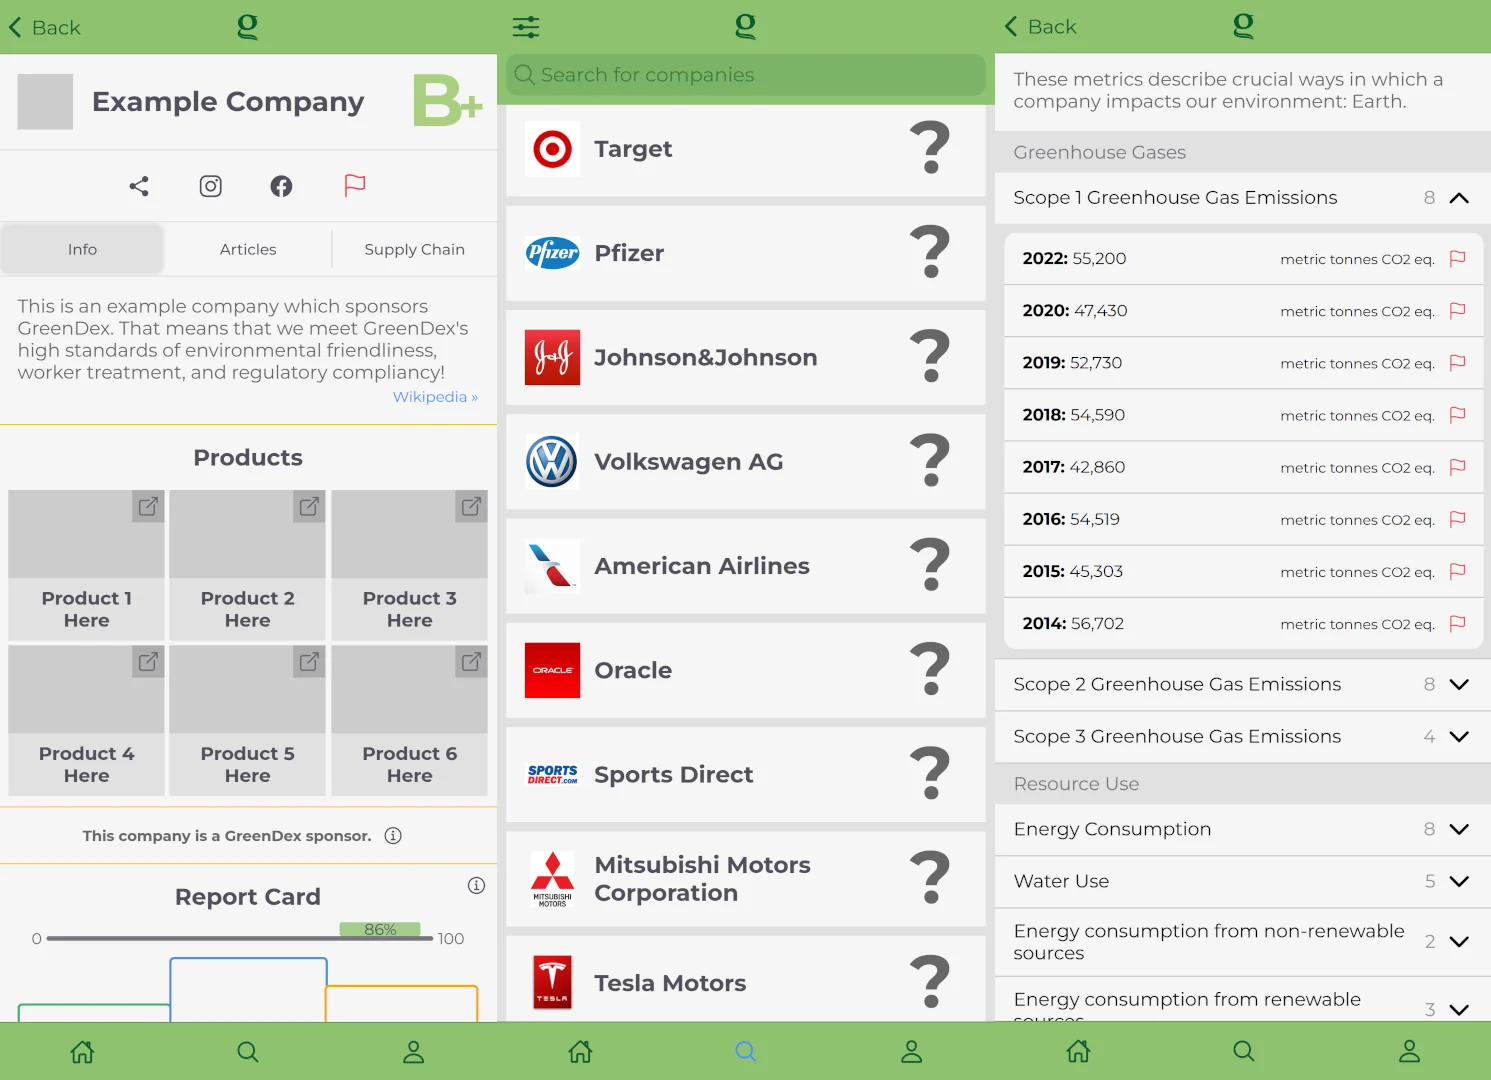 Back
g
Example Company
B+
Info
Articles
Supply Chain
This is an example company which sponsors
GreenDex. That means that we meet GreenDex's
high standards of environmental friendliness,
worker treatment, and regulatory compliancy!
Wikipedia »
Products
Product 1
Here
Product 2
Here
Product 3
Here
Product 4
Here
Product 5
Here
Product 6
Here
This company is a GreenDex sponsor.
Report Card
0
86%
100
g
Search for companies
Target
?
Pfizer
Pfizer
?
J&J
Johnson&Johnson
?
Volkswagen AG
?
American Airlines
?
ORACLE
Oracle
?
SPORTS
DIRECT.COM
Sports Direct
?
MITSUBISHI
MOTORS
Mitsubishi Motors
Corporation
?
TESLA
Tesla Motors
?
Back
g
These metrics describe crucial ways in which a
company impacts our environment: Earth.
Greenhouse Gases
Scope 1 Greenhouse Gas Emissions 8
2022: 55,200 metric tonnes CO2 eq.
2020: 47,430 metric tonnes CO2 eq.
2019: 52,730 metric tonnes CO2 eq.
2018: 54,590 metric tonnes CO2 eq.
2017: 42,860 metric tonnes CO2 eq.
2016: 54,519 metric tonnes CO2 eq.
2015: 45,303 metric tonnes CO2 eq.
2014: 56,702 metric tonnes CO2 eq.
Scope 2 Greenhouse Gas Emissions 8
Scope 3 Greenhouse Gas Emissions 4
Resource Use
Energy Consumption 8
Water Use 5
Energy consumption from non-renewable
sources 2
Energy consumption from renewable
sources 3